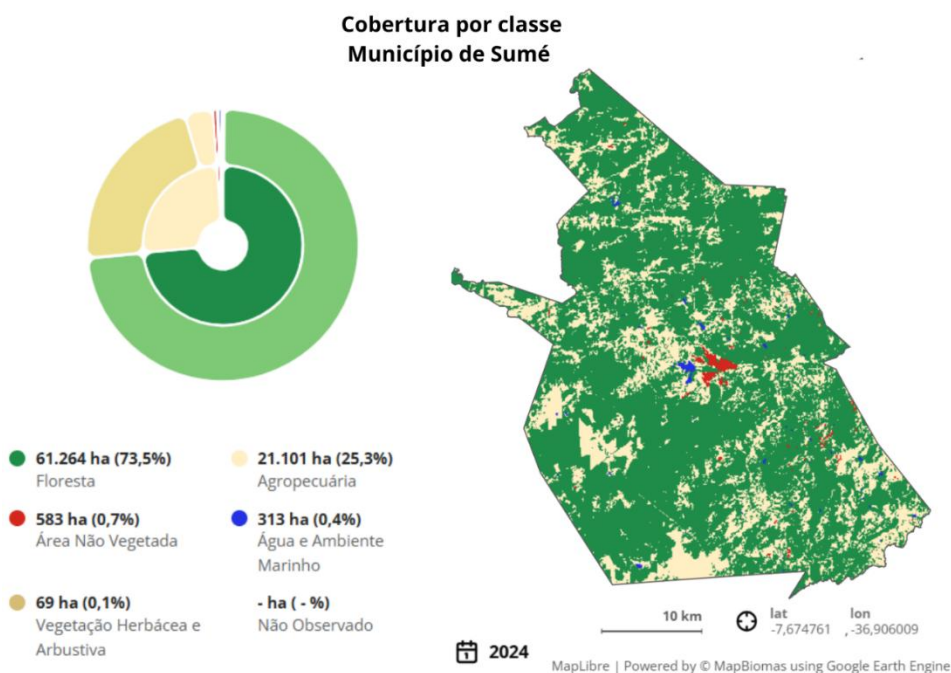 Cobertura por classe
Município de Sumé
61.264 ha (73,5%)
Floresta
21.101 ha (25,3%)
Agropecuária
583 ha (0,7%)
Área Não Vegetada
313 ha (0,4%)
Água e Ambiente
Marinho
69 ha (0,1%)
Vegetação Herbácea e
Arbustiva
- ha ( - %)
Não Observado
1 2024
10 km
lat lon
-7,674761 , -36,906009
MapLibre | Powered by © MapBiomas using Google Earth Engine